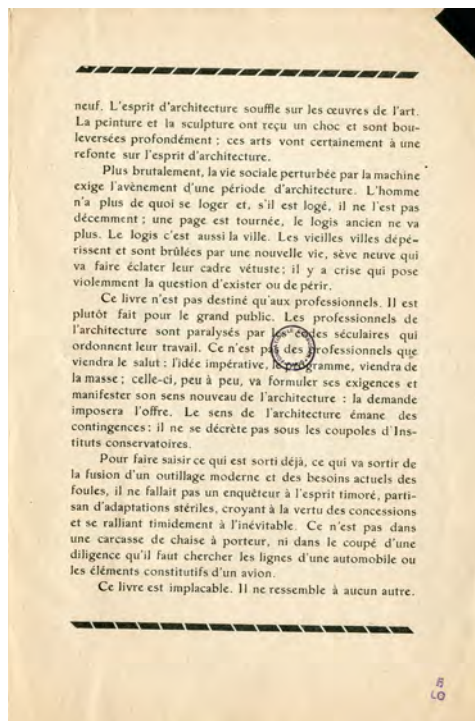 neuf. L'esprit d'architecture souffle sur les œuvres de l'art.
La peinture et la sculpture ont reçu un choc et sont bou-
leversées profondément : ces arts vont certainement à une
refonte sur l'esprit d'architecture.
Plus brutalement, la vie sociale perturbée par la machine
exige l'avènement d'une période d'architecture. L'homme
n'a plus de quoi se loger et, s'il est logé, il ne l'est pas
décemment ; une page est tournée, le logis ancien ne va
plus. Le logis c'est aussi la ville. Les vieilles villes dépé-
rissent et sont brûlées par une nouvelle vie, sève neuve qui
va faire éclater leur cadre vétuste ; il y a crise qui pose
violemment la question d'exister ou de périr.
Ce livre n'est pas destiné qu'aux professionnels. Il est
plutôt fait pour le grand public. Les professionnels de
l'architecture sont paralysés par les codes séculaires qui
ordonnent leur travail. Ce n'est pas des professionnels que
viendra le salut : l'idée impérative, le programme, viendra de
la masse ; celle-ci, peu à peu, va formuler ses exigences et
manifester son sens nouveau de l'architecture : la demande
imposera l'offre. Le sens de l'architecture émane des
contingences : il ne se décrète pas sous les coupoles d'Ins-
tituts conservatoires.
Pour faire saisir ce qui est sorti déjà, ce qui va sortir de
la fusion d'un outillage moderne et des besoins actuels des
foules, il ne fallait pas un enquêteur à l'esprit timoré, parti-
san d'adaptations stériles, croyant à la vertu des concessions
et se ralliant timidement à l'inévitable. Ce n'est pas dans
une carcasse de chaise à porteur, ni dans le coupé d'une
diligence qu'il faut chercher les lignes d'une automobile ou
les éléments constitutifs d'un avion.
Ce livre est implacable. Il ne ressemble à aucun autre.